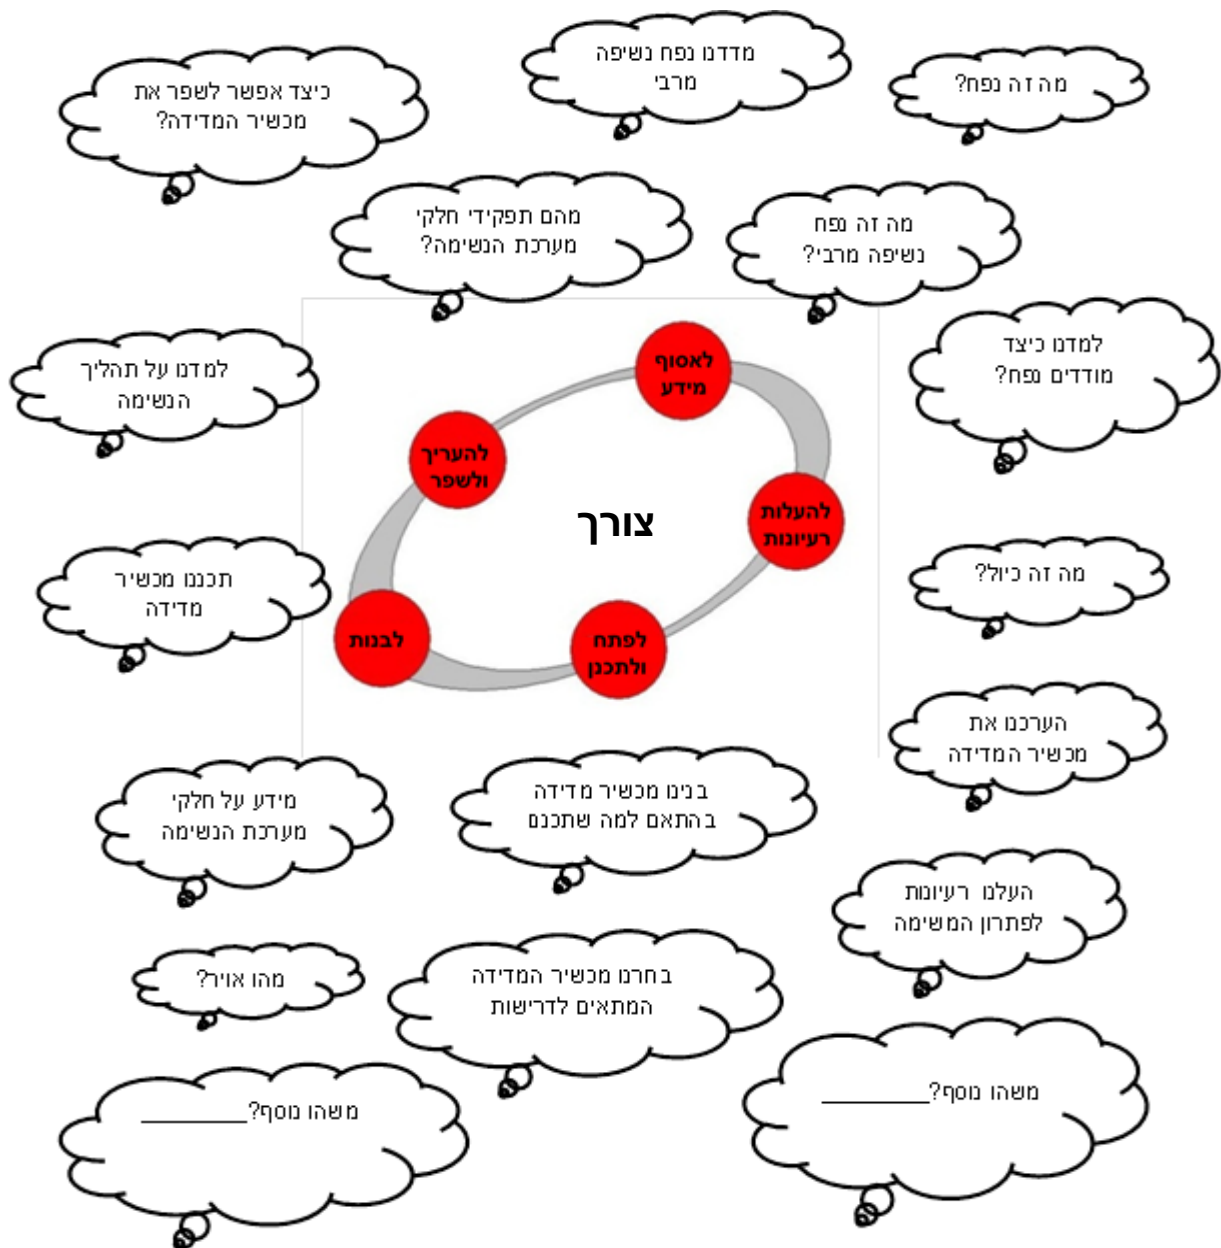 מה זה נפח?
מדדנו נפח נשיפה
מרבי
כיצד אפשר לשפר את
מכשיר המדידה?
מה זה נפח
נשיפה מרבי?
מהם תפקידי חלקי
מערכת הנשימה?
למדנו כיצד
מודדים נפח?
למדנו על תהליך
הנשימה
לאסוף
מידע
להעריך
ולשפר
להעלות
רעיונות
צורך
לפתח
ולתכנן
לבנות
מה זה כיול?
תכננו מכשיר
מדידה
הערכנו את
מכשיר המדידה
בנינו מכשיר מדידה
בהתאם למה שתכנם
מידע על חלקי
מערכת הנשימה
העלנו רעיונות
לפתרון המשימה
בחרנו מכשיר המדידה
המתאים לדרישות
מהו אויר?
משהו נוסף?_________
משהו נוסף?_________